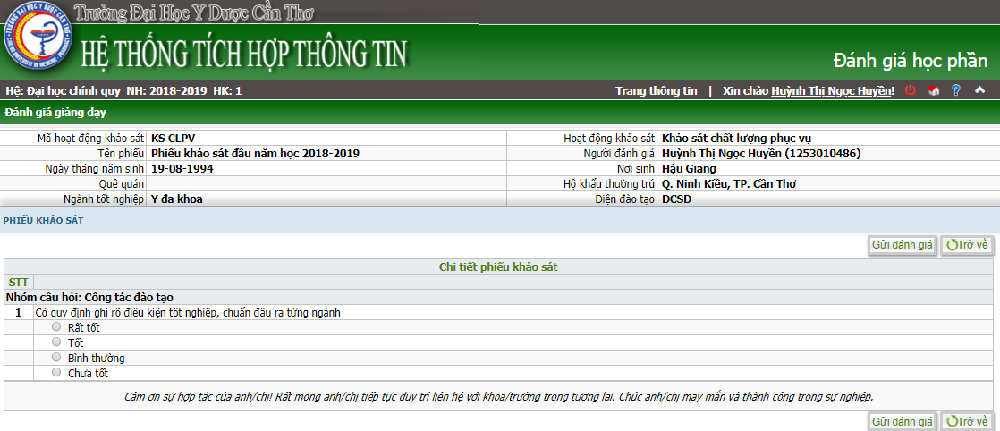 Trường Đại Học Y Dược Cần Thơ
HỆ THỐNG TÍCH HỢP THÔNG TIN
Đánh giá học phần
Hệ: Đại học chính quy NH: 2018-2019 HK: 1
Trang thông tin | Xin chào Huỳnh Thị Ngọc Huyền!
Đánh giá giảng dạy
Mã hoạt động khảo sát KS CLPV Hoạt động khảo sát Khảo sát chất lượng phục vụ
Tên phiếu Phiếu khảo sát đầu năm học 2018-2019 Người đánh giá Huỳnh Thị Ngọc Huyền (1253010486)
Ngày tháng năm sinh 19-08-1994 Nơi sinh Hậu Giang
Quê quán Hộ khẩu thường trú Q. Ninh Kiều, TP. Cần Thơ
Ngành tốt nghiệp Y đa khoa Diện đào tạo ĐCSD
PHIẾU KHẢO SÁT
Gửi đánh giá Trở về
Chi tiết phiếu khảo sát
STT
Nhóm câu hỏi: Công tác đào tạo
1 Có quy định ghi rõ điều kiện tốt nghiệp, chuẩn đầu ra từng ngành
Rất tốt
Tốt
Bình thường
Chưa tốt
Cảm ơn sự hợp tác của anh/chị! Rất mong anh/chị tiếp tục duy trì liên hệ với khoa/trường trong tương lai. Chúc anh/chị may mắn và thành công trong sự nghiệp.
Gửi đánh giá Trở về